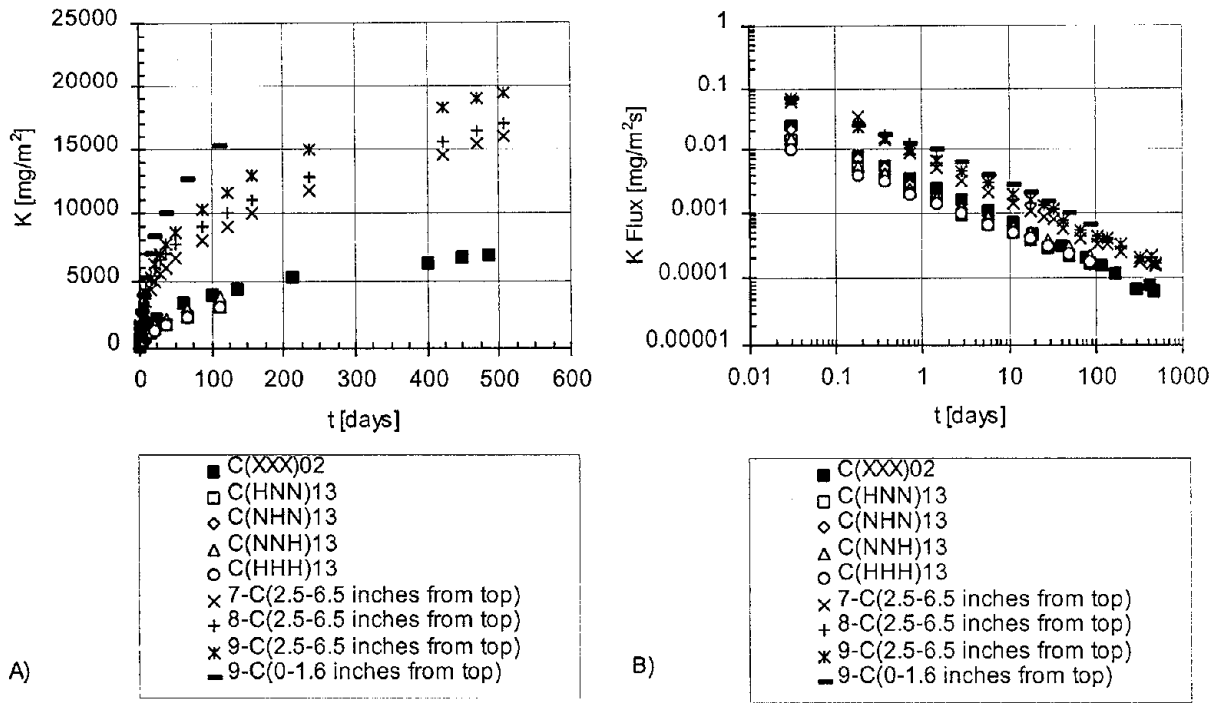 25000
20000
15000
10000
5000
0
K [mg/m²]
0 100 200 300 400 500 600
t [days]
C(XXX)02
C(HNN)13
C(NHN)13
C(NNH)13
C(HHH)13
7-C(2.5-6.5 inches from top)
8-C(2.5-6.5 inches from top)
9-C(2.5-6.5 inches from top)
9-C(0-1.6 inches from top)
A)
1
0.1
0.01
0.001
0.0001
0.00001
K Flux [mg/m²s]
0.01 0.1 1 10 100 1000
t [days]
C(XXX)02
C(HNN)13
C(NHN)13
C(NNH)13
C(HHH)13
7-C(2.5-6.5 inches from top)
8-C(2.5-6.5 inches from top)
9-C(2.5-6.5 inches from top)
9-C(0-1.6 inches from top)
B)